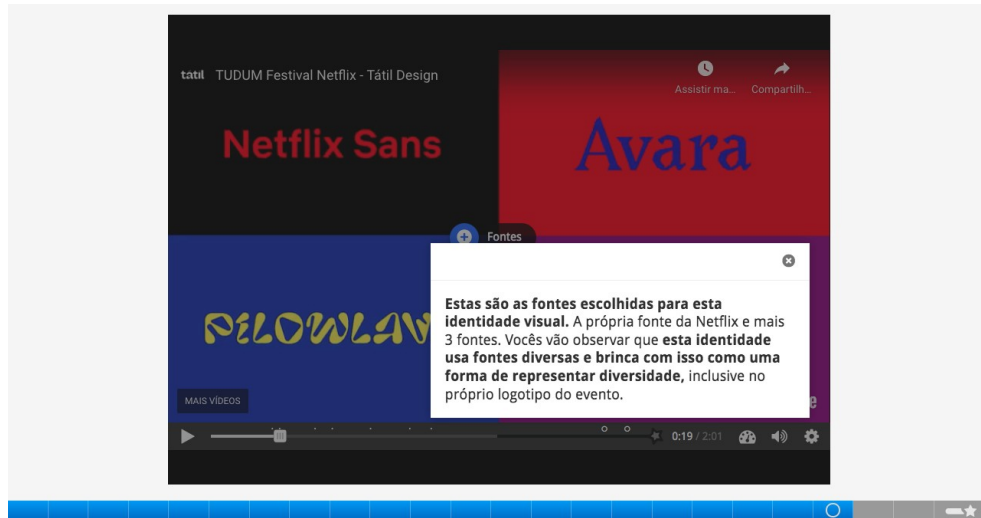 tátil TUDUM Festival Netflix - Tátil Design
Assistir ma... Compartilh...
Netflix Sans
Avara
Fontes
Estas são as fontes escolhidas para esta
identidade visual. A própria fonte da Netflix e mais
3 fontes. Vocês vão observar que esta identidade
usa fontes diversas e brinca com isso como uma
forma de representar diversidade, inclusive no
próprio logotipo do evento.
PILOWLAV
MAIS VÍDEOS
0:19 / 2:01